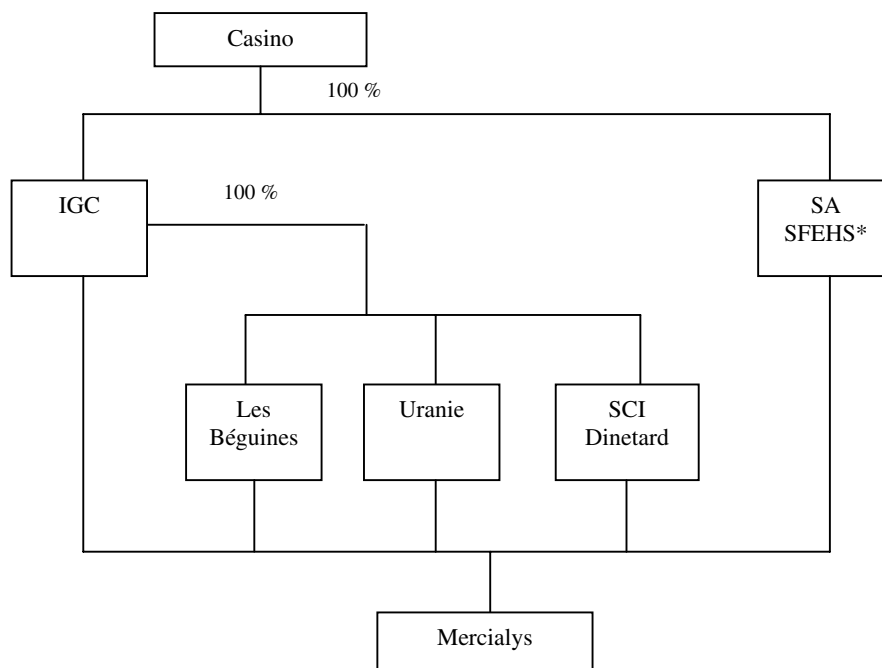 Casino
100 %
IGC
100 %
SA
SFEHS*
Les
Béguines
Uranie
SCI
Dinetard
Mercialys